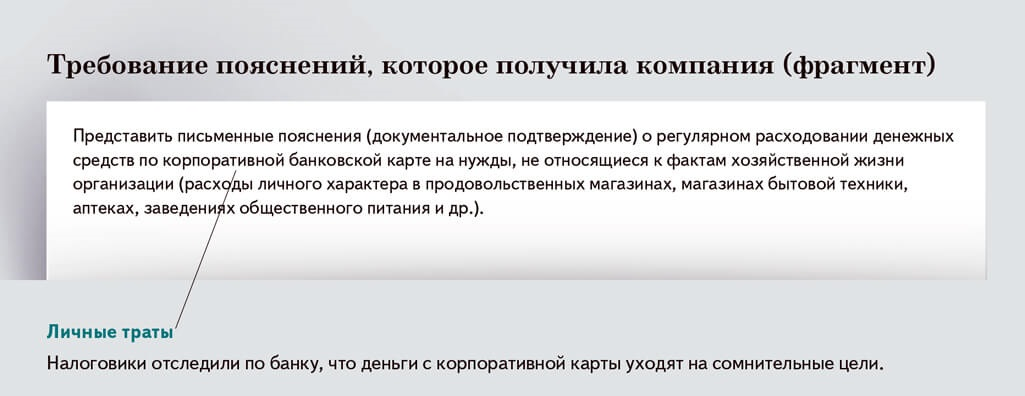 Требование пояснений, которое получила компания (фрагмент)
Представить письменные пояснения (документальное подтверждение) о регулярном расходовании денежных
средств по корпоративной банковской карте на нужды, не относящиеся к фактам хозяйственной жизни
организации (расходы личного характера в продовольственных магазинах, магазинах бытовой техники,
аптеках, заведениях общественного питания и др.).
Личные траты
Налоговики отследили по банку, что деньги с корпоративной карты уходят на сомнительные цели.